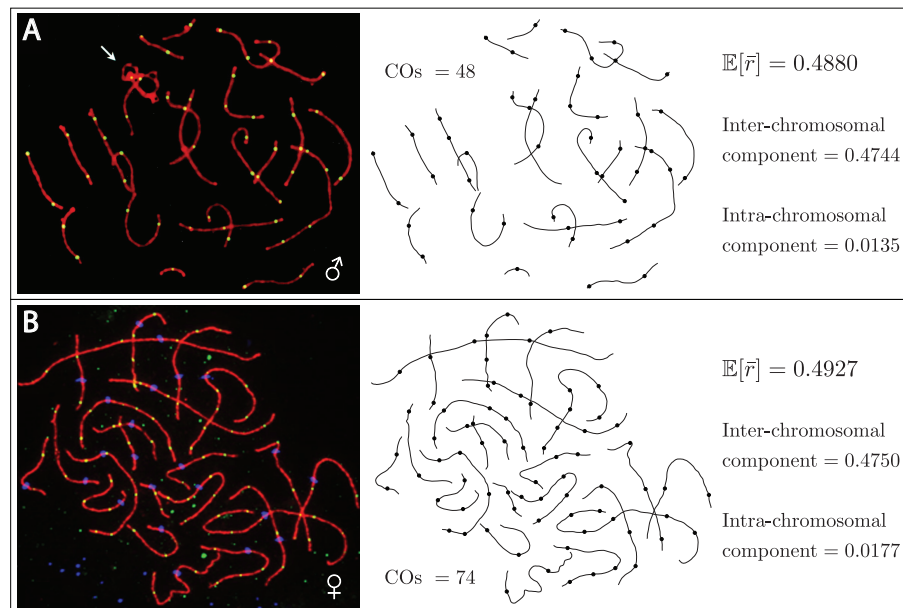 A
COs = 48
𝔼[r̄] = 0.4880
Inter-chromosomal
component = 0.4744
Intra-chromosomal
component = 0.0135
♂
B
𝔼[r̄] = 0.4927
Inter-chromosomal
component = 0.4750
Intra-chromosomal
component = 0.0177
COs = 74
♀